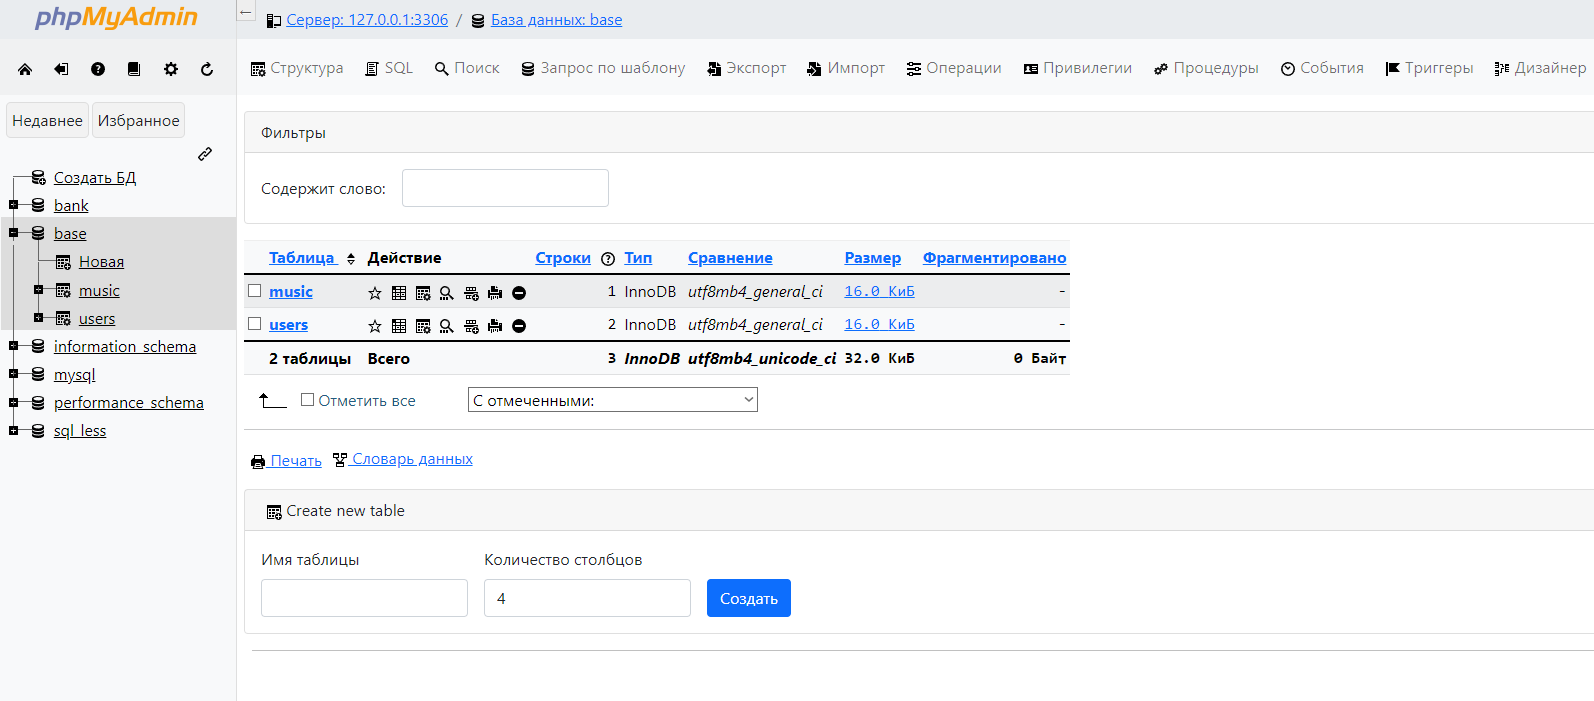 phpMyAdmin
Недавнее Избранное
Создать БД
bank
base
Новая
music
users
information_schema
mysql
performance_schema
sql_less
Сервер: 127.0.0.1:3306 / База данных: base
Структура SQL Поиск Запрос по шаблону Экспорт Импорт Операции Привилегии Процедуры События Триггеры Дизайнер
Фильтры
Содержит слово:
Таблица Действие Строки Тип Сравнение Размер Фрагментировано
music 1 InnoDB utf8mb4_general_ci 16.0 КиБ -
users 2 InnoDB utf8mb4_general_ci 16.0 КиБ -
2 таблицы Всего 3 InnoDB utf8mb4_unicode_ci 32.0 КиБ 0 Байт
Отметить все С отмеченными:
Печать Словарь данных
Create new table
Имя таблицы Количество столбцов
4 Создать